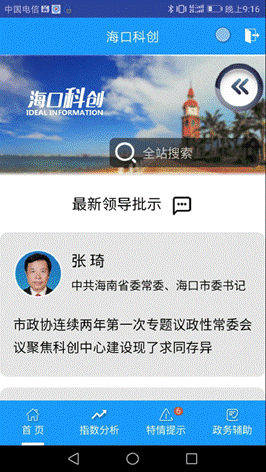 中国电信 晚上9:16
海口科创
海口科创
IDEAL INFORMATION
全站搜索
最新领导批示
张 琦
中共海南省委常委、海口市委书记
市政协连续两年第一次专题议政性常委会
议聚焦科创中心建设现了求同存异
首 页 指数分析 特情提示 6 政务辅助